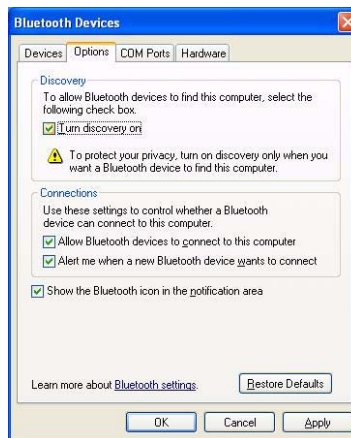 Bluetooth Devices
Devices Options COM Ports Hardware
Discovery
To allow Bluetooth devices to find this computer, select the
following check box.
Turn discovery on
To protect your privacy, turn on discovery only when you
want a Bluetooth device to find this computer.
Connections
Use these settings to control whether a Bluetooth
device can connect to this computer.
Allow Bluetooth devices to connect to this computer
Alert me when a new Bluetooth device wants to connect
Show the Bluetooth icon in the notification area
Learn more about Bluetooth settings. Restore Defaults
OK Cancel Apply